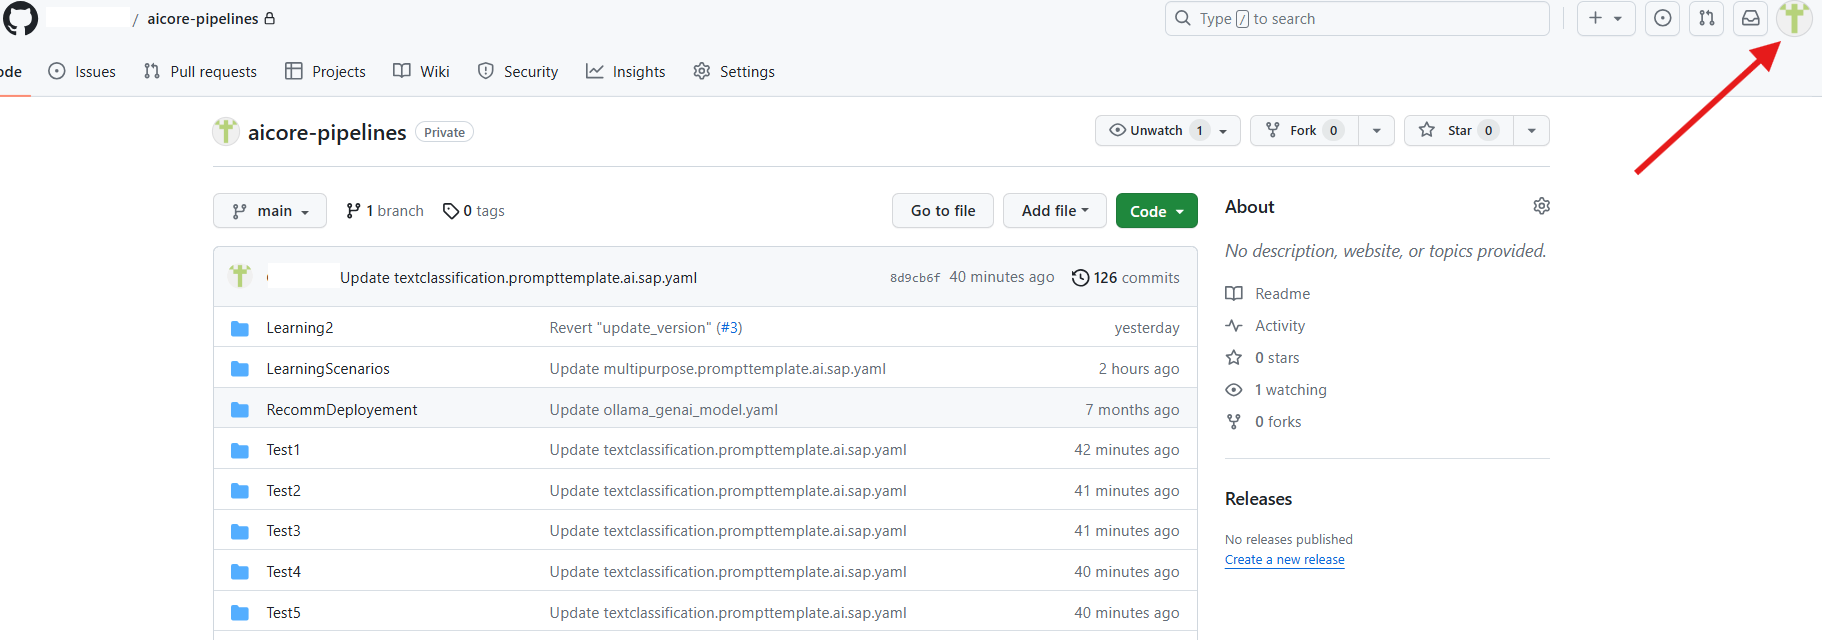 / aicore-pipelines
Type / to search
ode Issues Pull requests Projects Wiki Security Insights Settings
aicore-pipelines Private
Unwatch 1 Fork 0 Star 0
main 1 branch 0 tags Go to file Add file Code
Update textclassification.prompttemplate.ai.sap.yaml 8d9cb6f 40 minutes ago 126 commits
Learning2 Revert "update_version" (#3) yesterday
LearningScenarios Update multipurpose.prompttemplate.ai.sap.yaml 2 hours ago
RecommDeployement Update ollama_genai_model.yaml 7 months ago
Test1 Update textclassification.prompttemplate.ai.sap.yaml 42 minutes ago
Test2 Update textclassification.prompttemplate.ai.sap.yaml 41 minutes ago
Test3 Update textclassification.prompttemplate.ai.sap.yaml 41 minutes ago
Test4 Update textclassification.prompttemplate.ai.sap.yaml 40 minutes ago
Test5 Update textclassification.prompttemplate.ai.sap.yaml 40 minutes ago
About
No description, website, or topics provided.
Readme
Activity
0 stars
1 watching
0 forks
Releases
No releases published
Create a new release